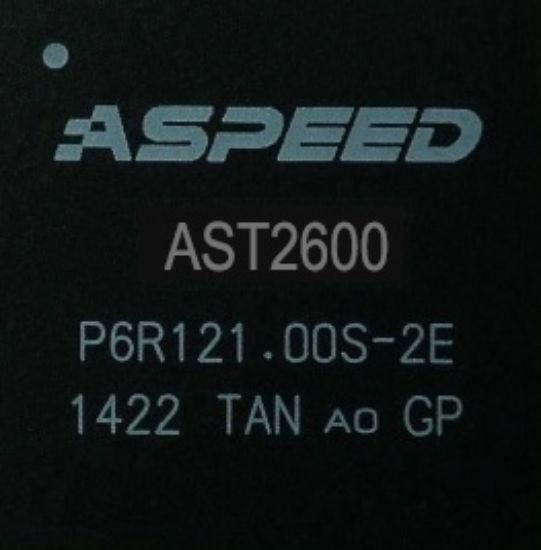 ASPEED
AST2600
P6R121.00S-2E
1422 TAN A0 GP